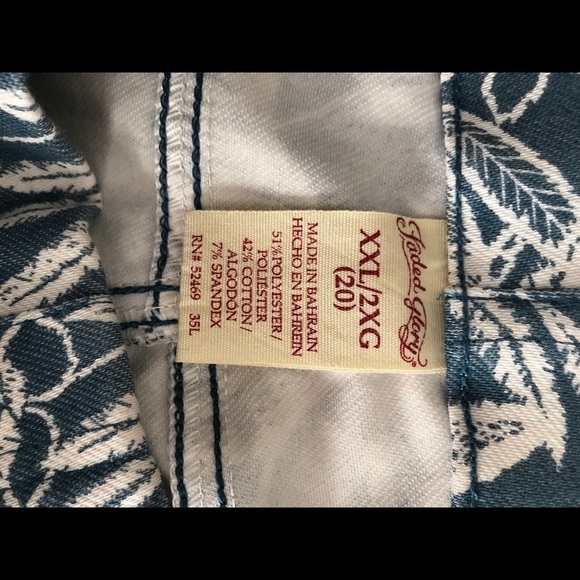 Faded Glory®
XXL/2XG
(20)
MADE IN BAHRAIN
HECHO EN BAHREIN
51%POLYESTER/
POLIÉSTER
42% COTTON/
ALGODON
7% SPANDEX
RN# 52469 35L